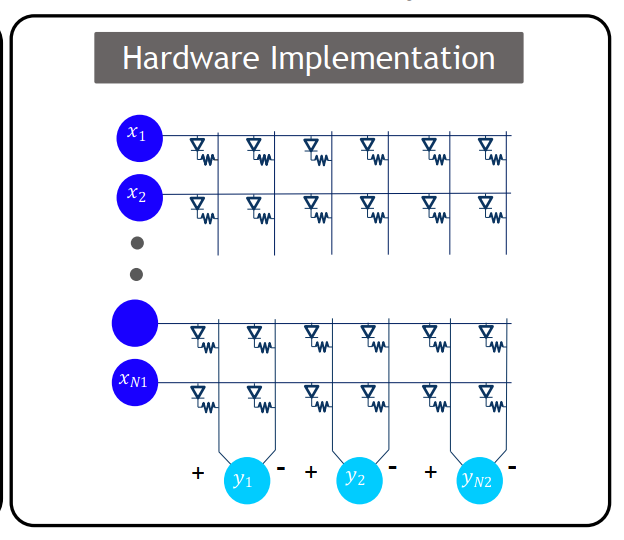 Hardware Implementation
x1
x2
xN1
+ - + - + -
y1 y2 yN2